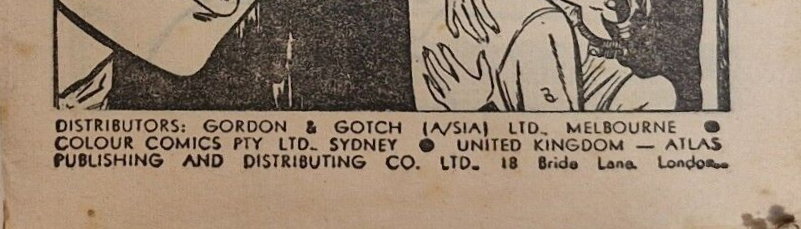 DISTRIBUTORS: GORDON & GOTCH (A/SIA) LTD., MELBOURNE ●
COLOUR COMICS PTY LTD. SYDNEY ● UNITED KINGDOM — ATLAS
PUBLISHING AND DISTRIBUTING CO. LTD. 18 Bride Lane London